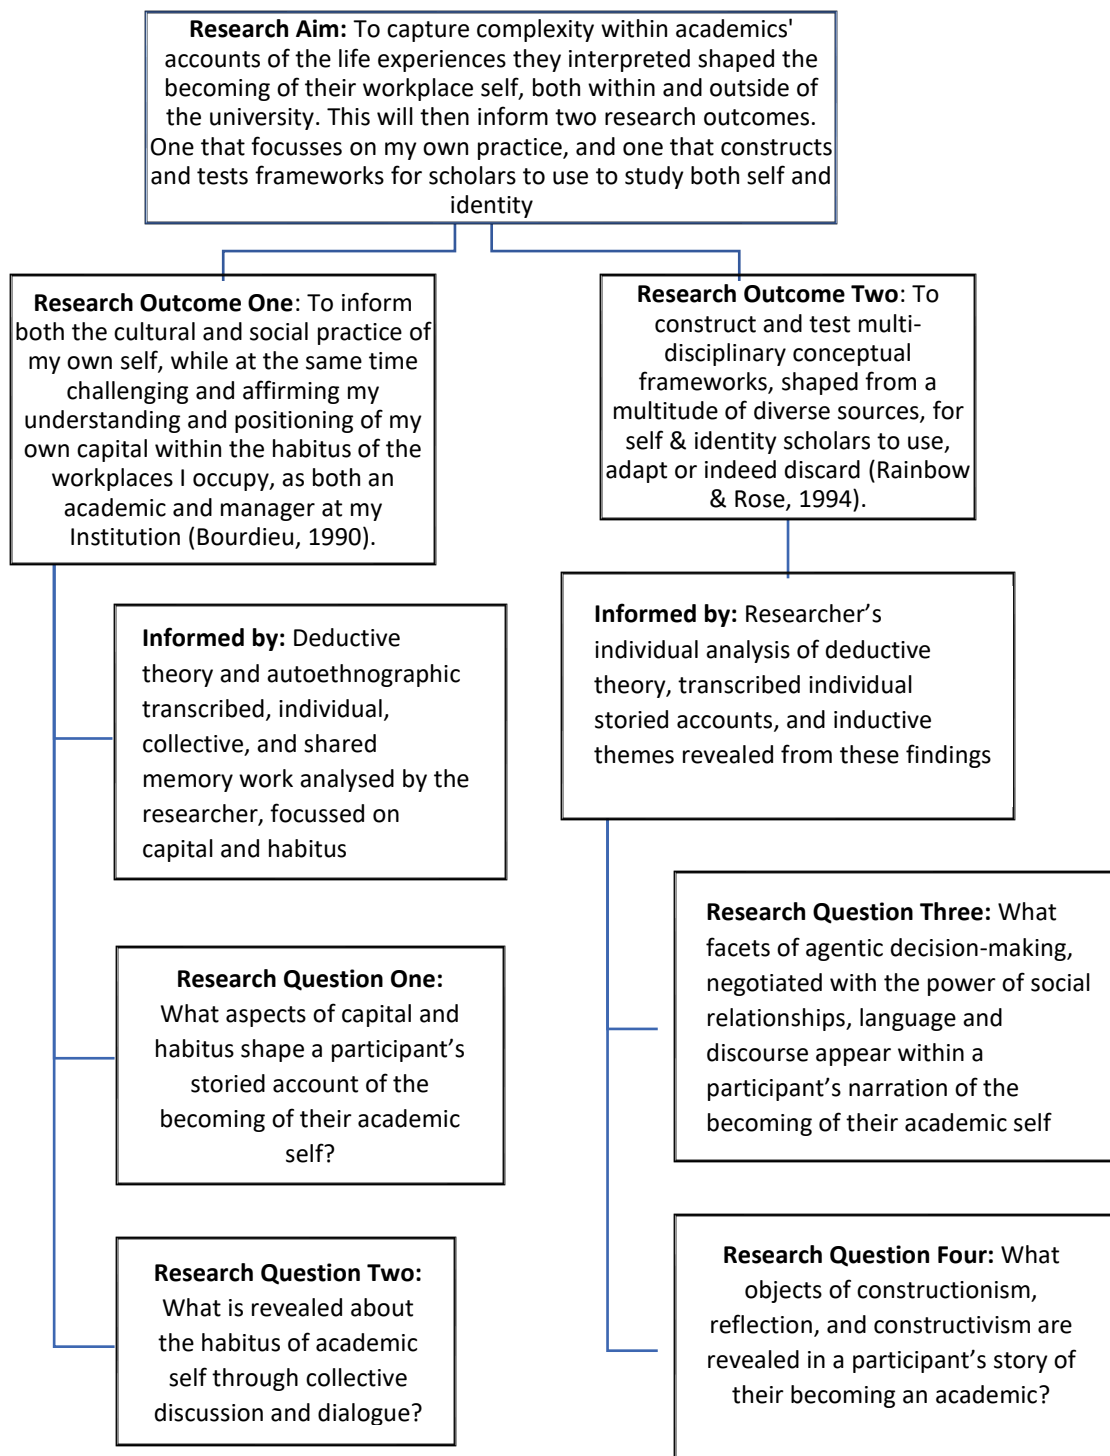 Research Aim: To capture complexity within academics'
accounts of the life experiences they interpreted shaped the
becoming of their workplace self, both within and outside of
the university. This will then inform two research outcomes.
One that focusses on my own practice, and one that constructs
and tests frameworks for scholars to use to study both self and
identity
Research Outcome One: To inform
both the cultural and social practice of
my own self, while at the same time
challenging and affirming my
understanding and positioning of my
own capital within the habitus of the
workplaces I occupy, as both an
academic and manager at my
Institution (Bourdieu, 1990).
Research Outcome Two: To
construct and test multi-
disciplinary conceptual
frameworks, shaped from a
multitude of diverse sources, for
self & identity scholars to use,
adapt or indeed discard (Rainbow
& Rose, 1994).
Informed by: Deductive
theory and autoethnographic
transcribed, individual,
collective, and shared
memory work analysed by the
researcher, focussed on
capital and habitus
Informed by: Researcher's
individual analysis of deductive
theory, transcribed individual
storied accounts, and inductive
themes revealed from these findings
Research Question One:
What aspects of capital and
habitus shape a participant's
storied account of the
becoming of their academic
self?
Research Question Three: What
facets of agentic decision-making,
negotiated with the power of social
relationships, language and
discourse appear within a
participant's narration of the
becoming of their academic self
Research Question Two:
What is revealed about
the habitus of academic
self through collective
discussion and dialogue?
Research Question Four: What
objects of constructionism,
reflection, and constructivism are
revealed in a participant's story of
their becoming an academic?